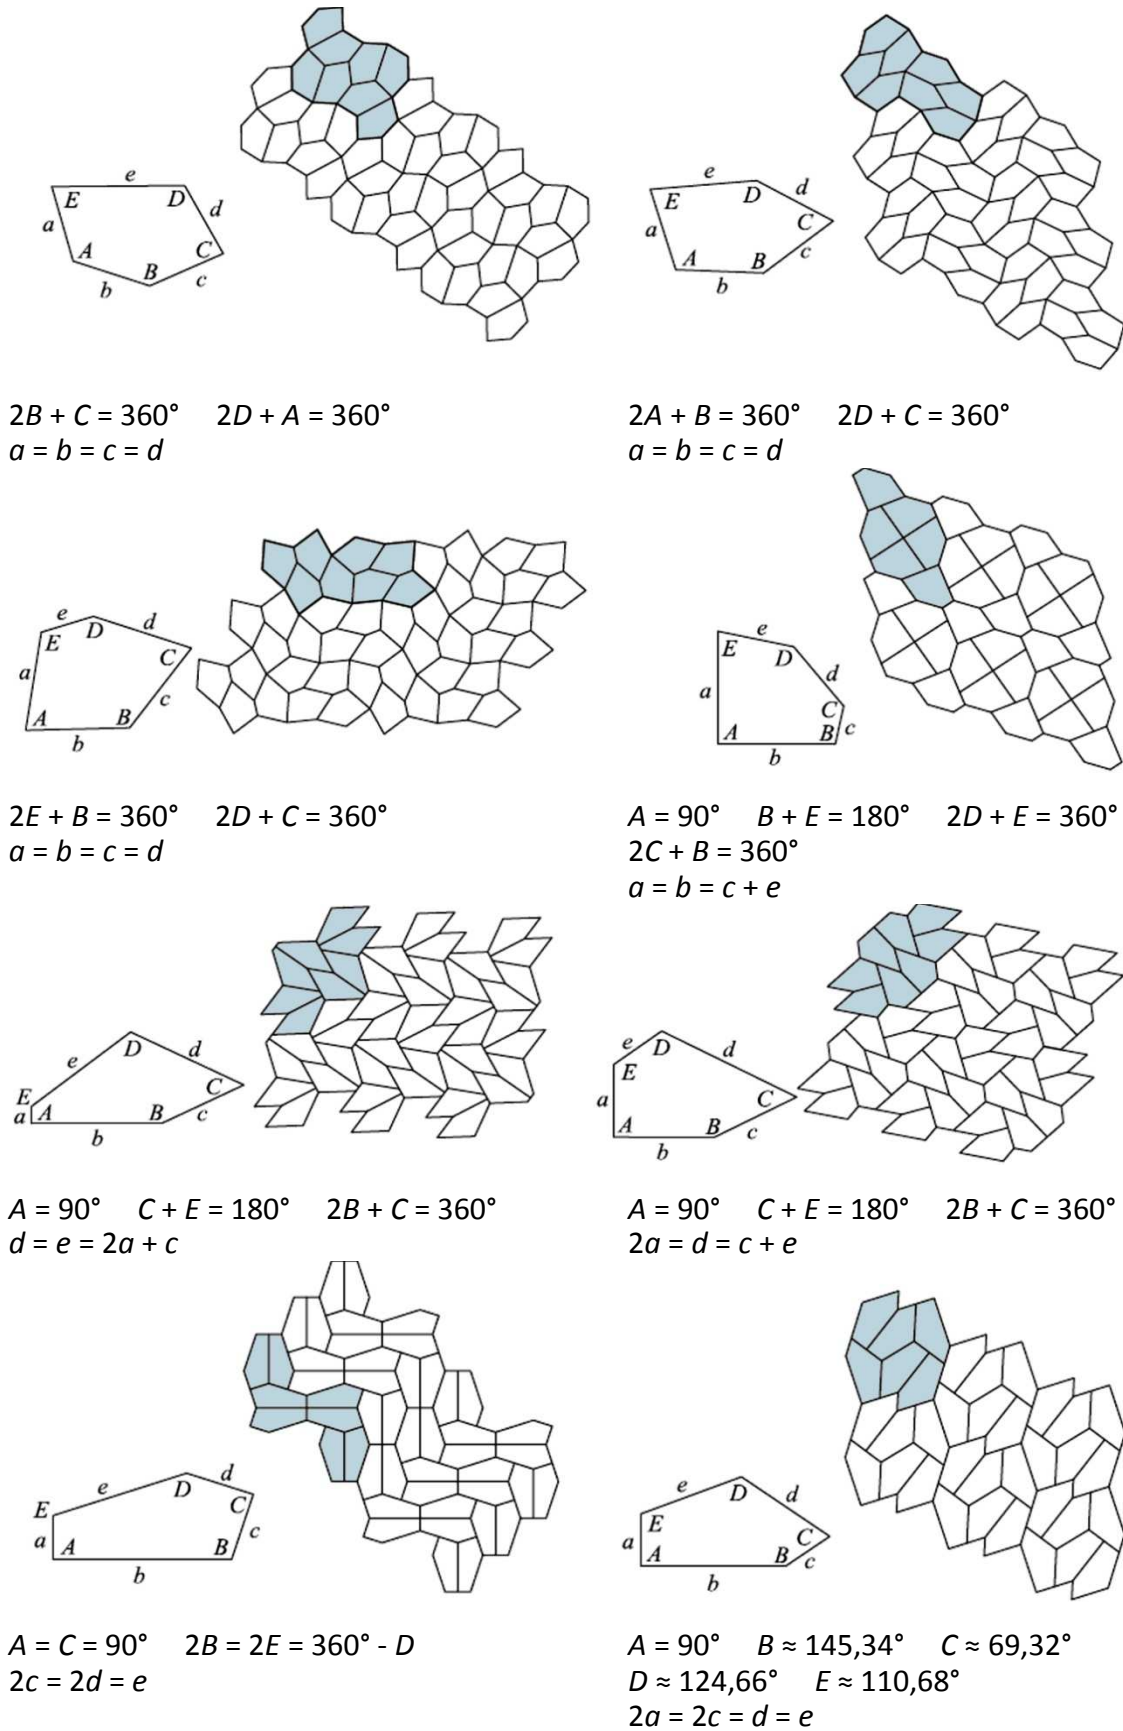 e
E
D
d
a
A
C
B
c
b
e
E
D
d
a
C
A
B
c
b
2B + C = 360° 2D + A = 360°
a = b = c = d
2A + B = 360° 2D + C = 360°
a = b = c = d
e
D
d
E
C
a
c
A
B
b
e
E
D
d
a
C
A
B
c
b
2E + B = 360° 2D + C = 360°
a = b = c = d
A = 90° B + E = 180° 2D + E = 360°
2C + B = 360°
a = b = c + e
D
d
e
E
C
a
A
B
c
b
e
D
d
E
a
C
A
B
c
b
A = 90° C + E = 180° 2B + C = 360°
d = e = 2a + c
A = 90° C + E = 180° 2B + C = 360°
2a = d = c + e
e
d
D
E
C
a
A
B
c
b
e
D
d
E
a
C
A
B
c
b
A = C = 90° 2B = 2E = 360° - D
2c = 2d = e
A = 90° B ≈ 145,34° C ≈ 69,32°
D ≈ 124,66° E ≈ 110,68°
2a = 2c = d = e